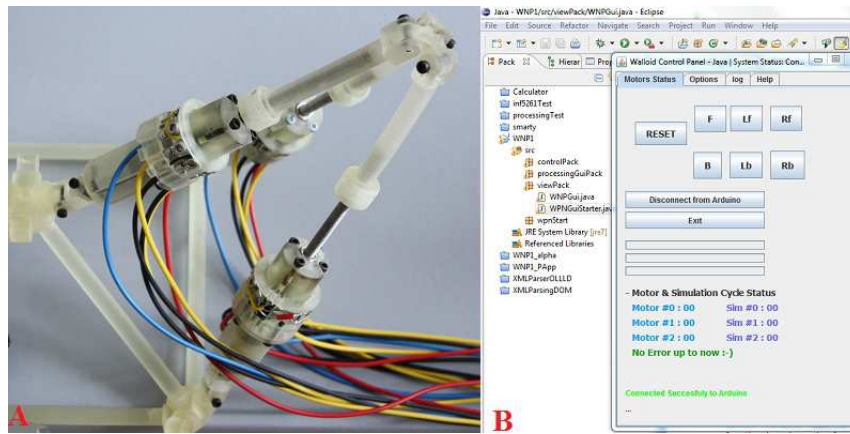 A
Java - WNP1/src/viewPack/WNPGui.java - Eclipse
File Edit Source Refactor Navigate Search Project Run Window Help
Pack Hierar Pro
Calculator
inf5261Test
processingTest
smarty
WNP1
src
controlPack
processingGuiPack
viewPack
WNPGui.java
WPNGuiStarter.java
wpnStart
JRE System Library [jre7]
Referenced Libraries
WNP1_alpha
WNP1_PApp
XMLParserOLLLD
XMLParsingDOM
B
Walloid Control Panel - Java | System Status: Con...
Motors Status Options log Help
RESET F Lf Rf
B Lb Rb
Disconnect from Arduino
Exit
- Motor & Simulation Cycle Status
Motor #0 : 00 Sim #0 : 00
Motor #1 : 00 Sim #1 : 00
Motor #2 : 00 Sim #2 : 00
No Error up to now :-)
Connected Succesfily to Arduino
...